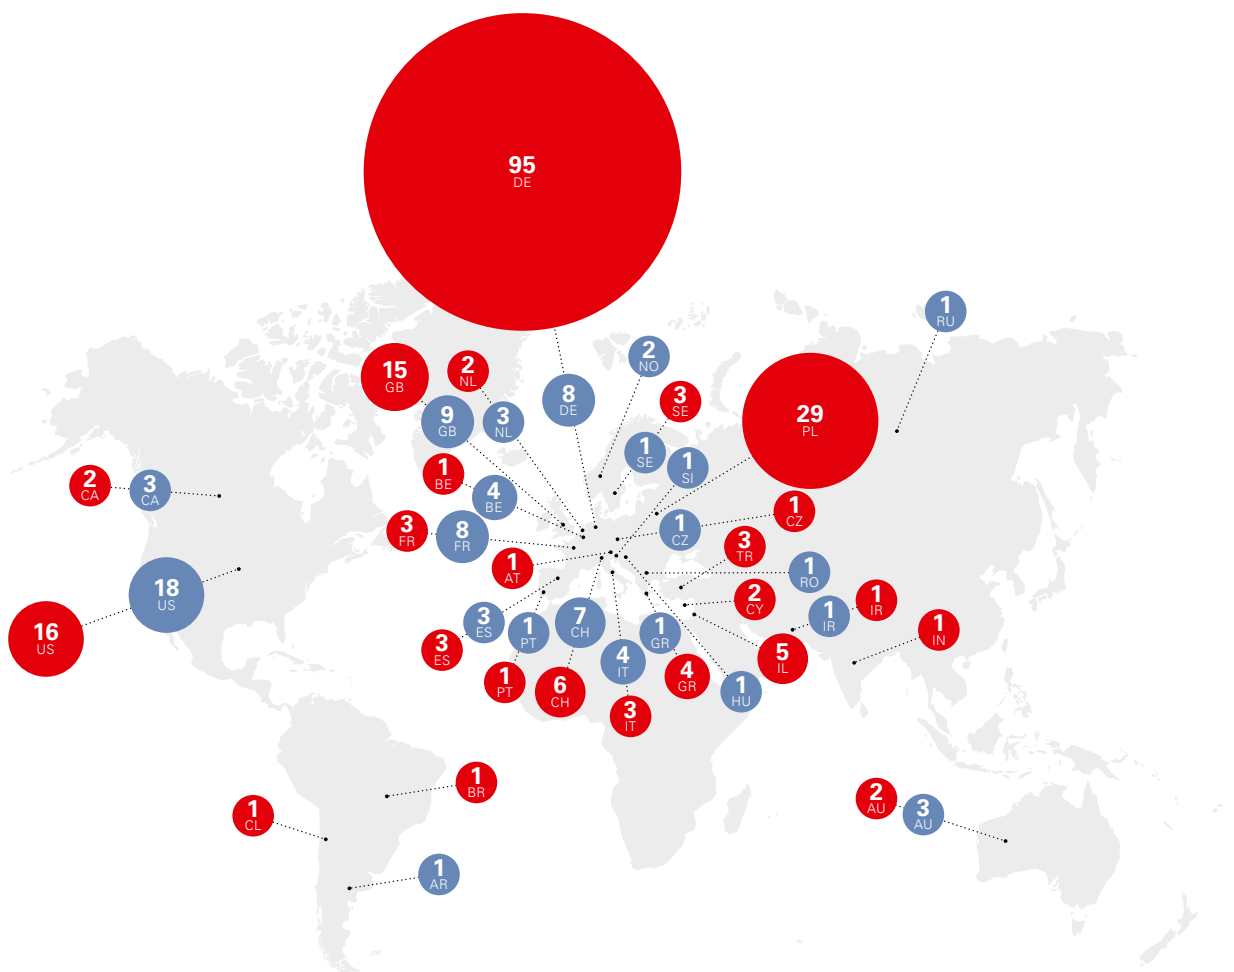 95
DE
1
RU
2
NO
15
GB
2
NL
8
DE
3
SE
29
PL
9
GB
3
NL
1
SE
1
SI
1
BE
4
BE
2
CA
3
CA
1
CZ
3
FR
8
FR
1
CZ
3
TR
1
AT
1
RO
18
US
2
CY
1
IR
1
IR
16
US
3
ES
1
PT
7
CH
1
GR
1
IN
3
ES
4
IT
5
IL
1
PT
6
CH
4
GR
1
HU
3
IT
1
BR
2
AU
3
AU
1
CL
1
AR